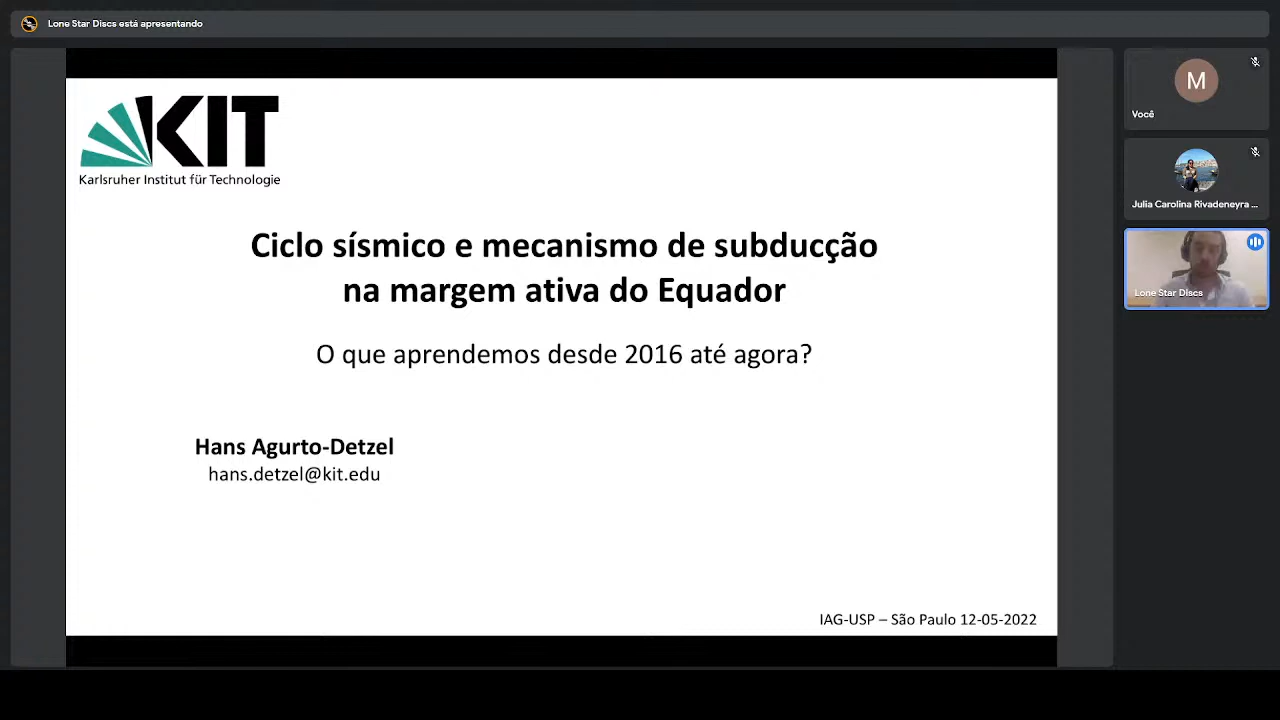 Lone Star Discs está apresentando
KIT
Karlsruher Institut für Technologie
Ciclo sísmico e mecanismo de subducção
na margem ativa do Equador
O que aprendemos desde 2016 até agora?
Hans Agurto-Detzel
hans.detzel@kit.edu
IAG-USP – São Paulo 12-05-2022
M
Você
Julia Carolina Rivadeneyra ...
Lone Star Discs